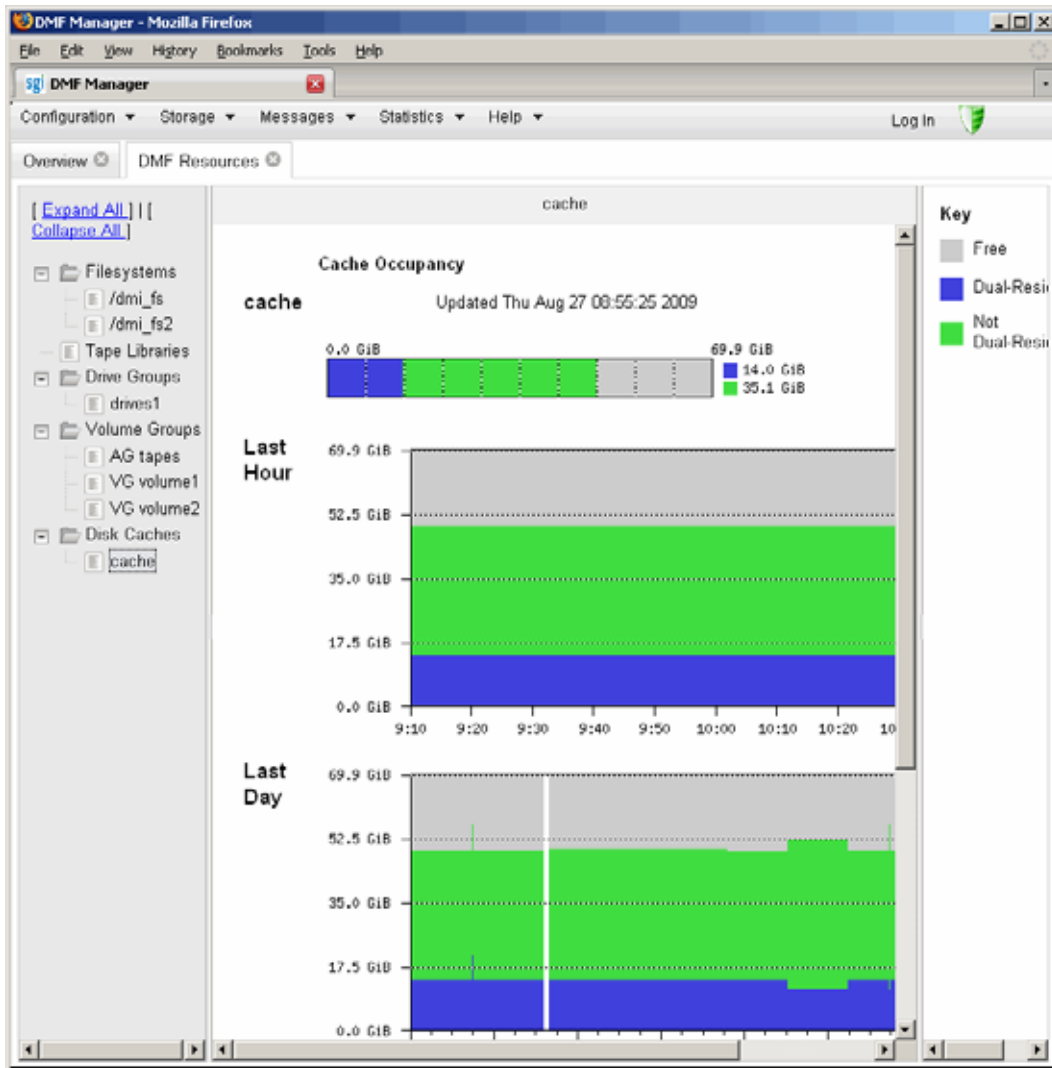 DMF Manager - Mozilla Firefox
File Edit View History Bookmarks Tools Help
sgi DMF Manager
Configuration Storage Messages Statistics Help Log In
Overview DMF Resources
[ Expand All ] | [
Collapse All ]
Filesystems
/dmi_fs
/dmi_fs2
Tape Libraries
Drive Groups
drives1
Volume Groups
AG tapes
VG volume1
VG volume2
Disk Caches
cache
cache
Cache Occupancy
cache Updated Thu Aug 27 08:55:25 2009
0.0 GiB 69.9 GiB
14.0 GiB
35.1 GiB
Last
Hour
69.9 GiB
52.5 GiB
35.0 GiB
17.5 GiB
0.0 GiB
9:10 9:20 9:30 9:40 9:50 10:00 10:10 10:20 10
Last
Day
69.9 GiB
52.5 GiB
35.0 GiB
17.5 GiB
0.0 GiB
Key
Free
Dual-Resi
Not
Dual-Resi